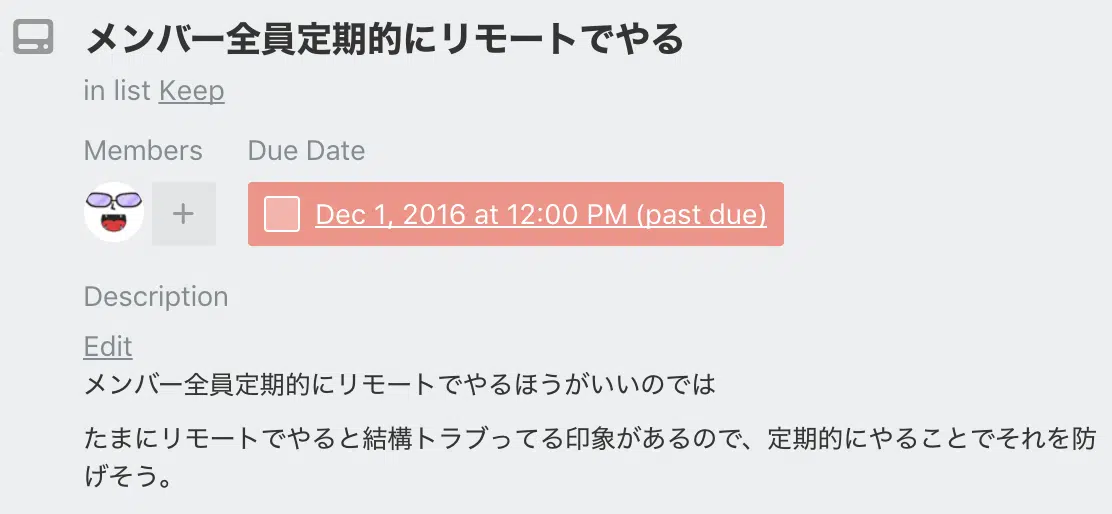 メンバー全員定期的にリモートでやる
in list Keep
Members Due Date
+ Dec 1, 2016 at 12:00 PM (past due)
Description
Edit
メンバー全員定期的にリモートでやるほうがいいのでは
たまにリモートでやると結構トラブってる印象があるので、定期的にやることでそれを防
げそう。